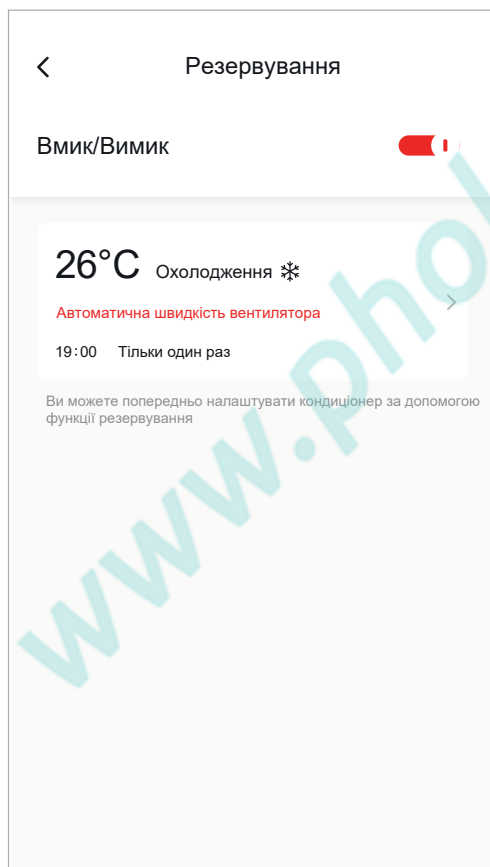 Резервування
Вмик/Вимик
26°C Охолодження
Автоматична швидкість вентилятора
19:00 Тільки один раз
Ви можете попередньо налаштувати кондиціонер за допомогою
функції резервування
www.pho